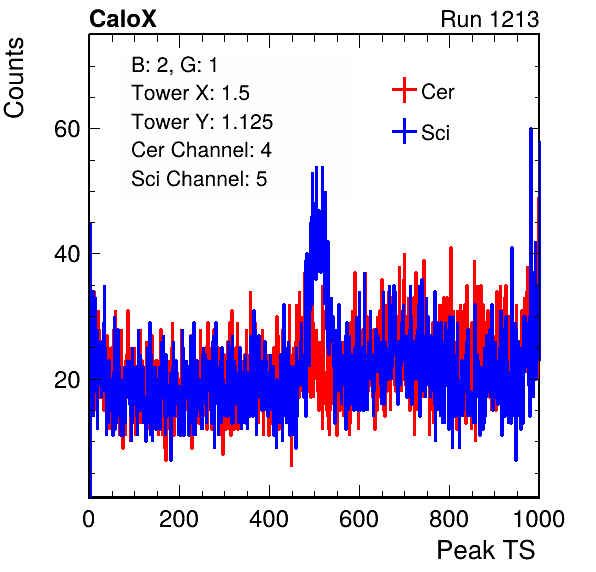 CaloX Run 1213
Counts
B: 2, G: 1
Tower X: 1.5
Tower Y: 1.125
Cer Channel: 4
Sci Channel: 5
Cer
Sci
60
40
20
0 200 400 600 800 1000
Peak TS